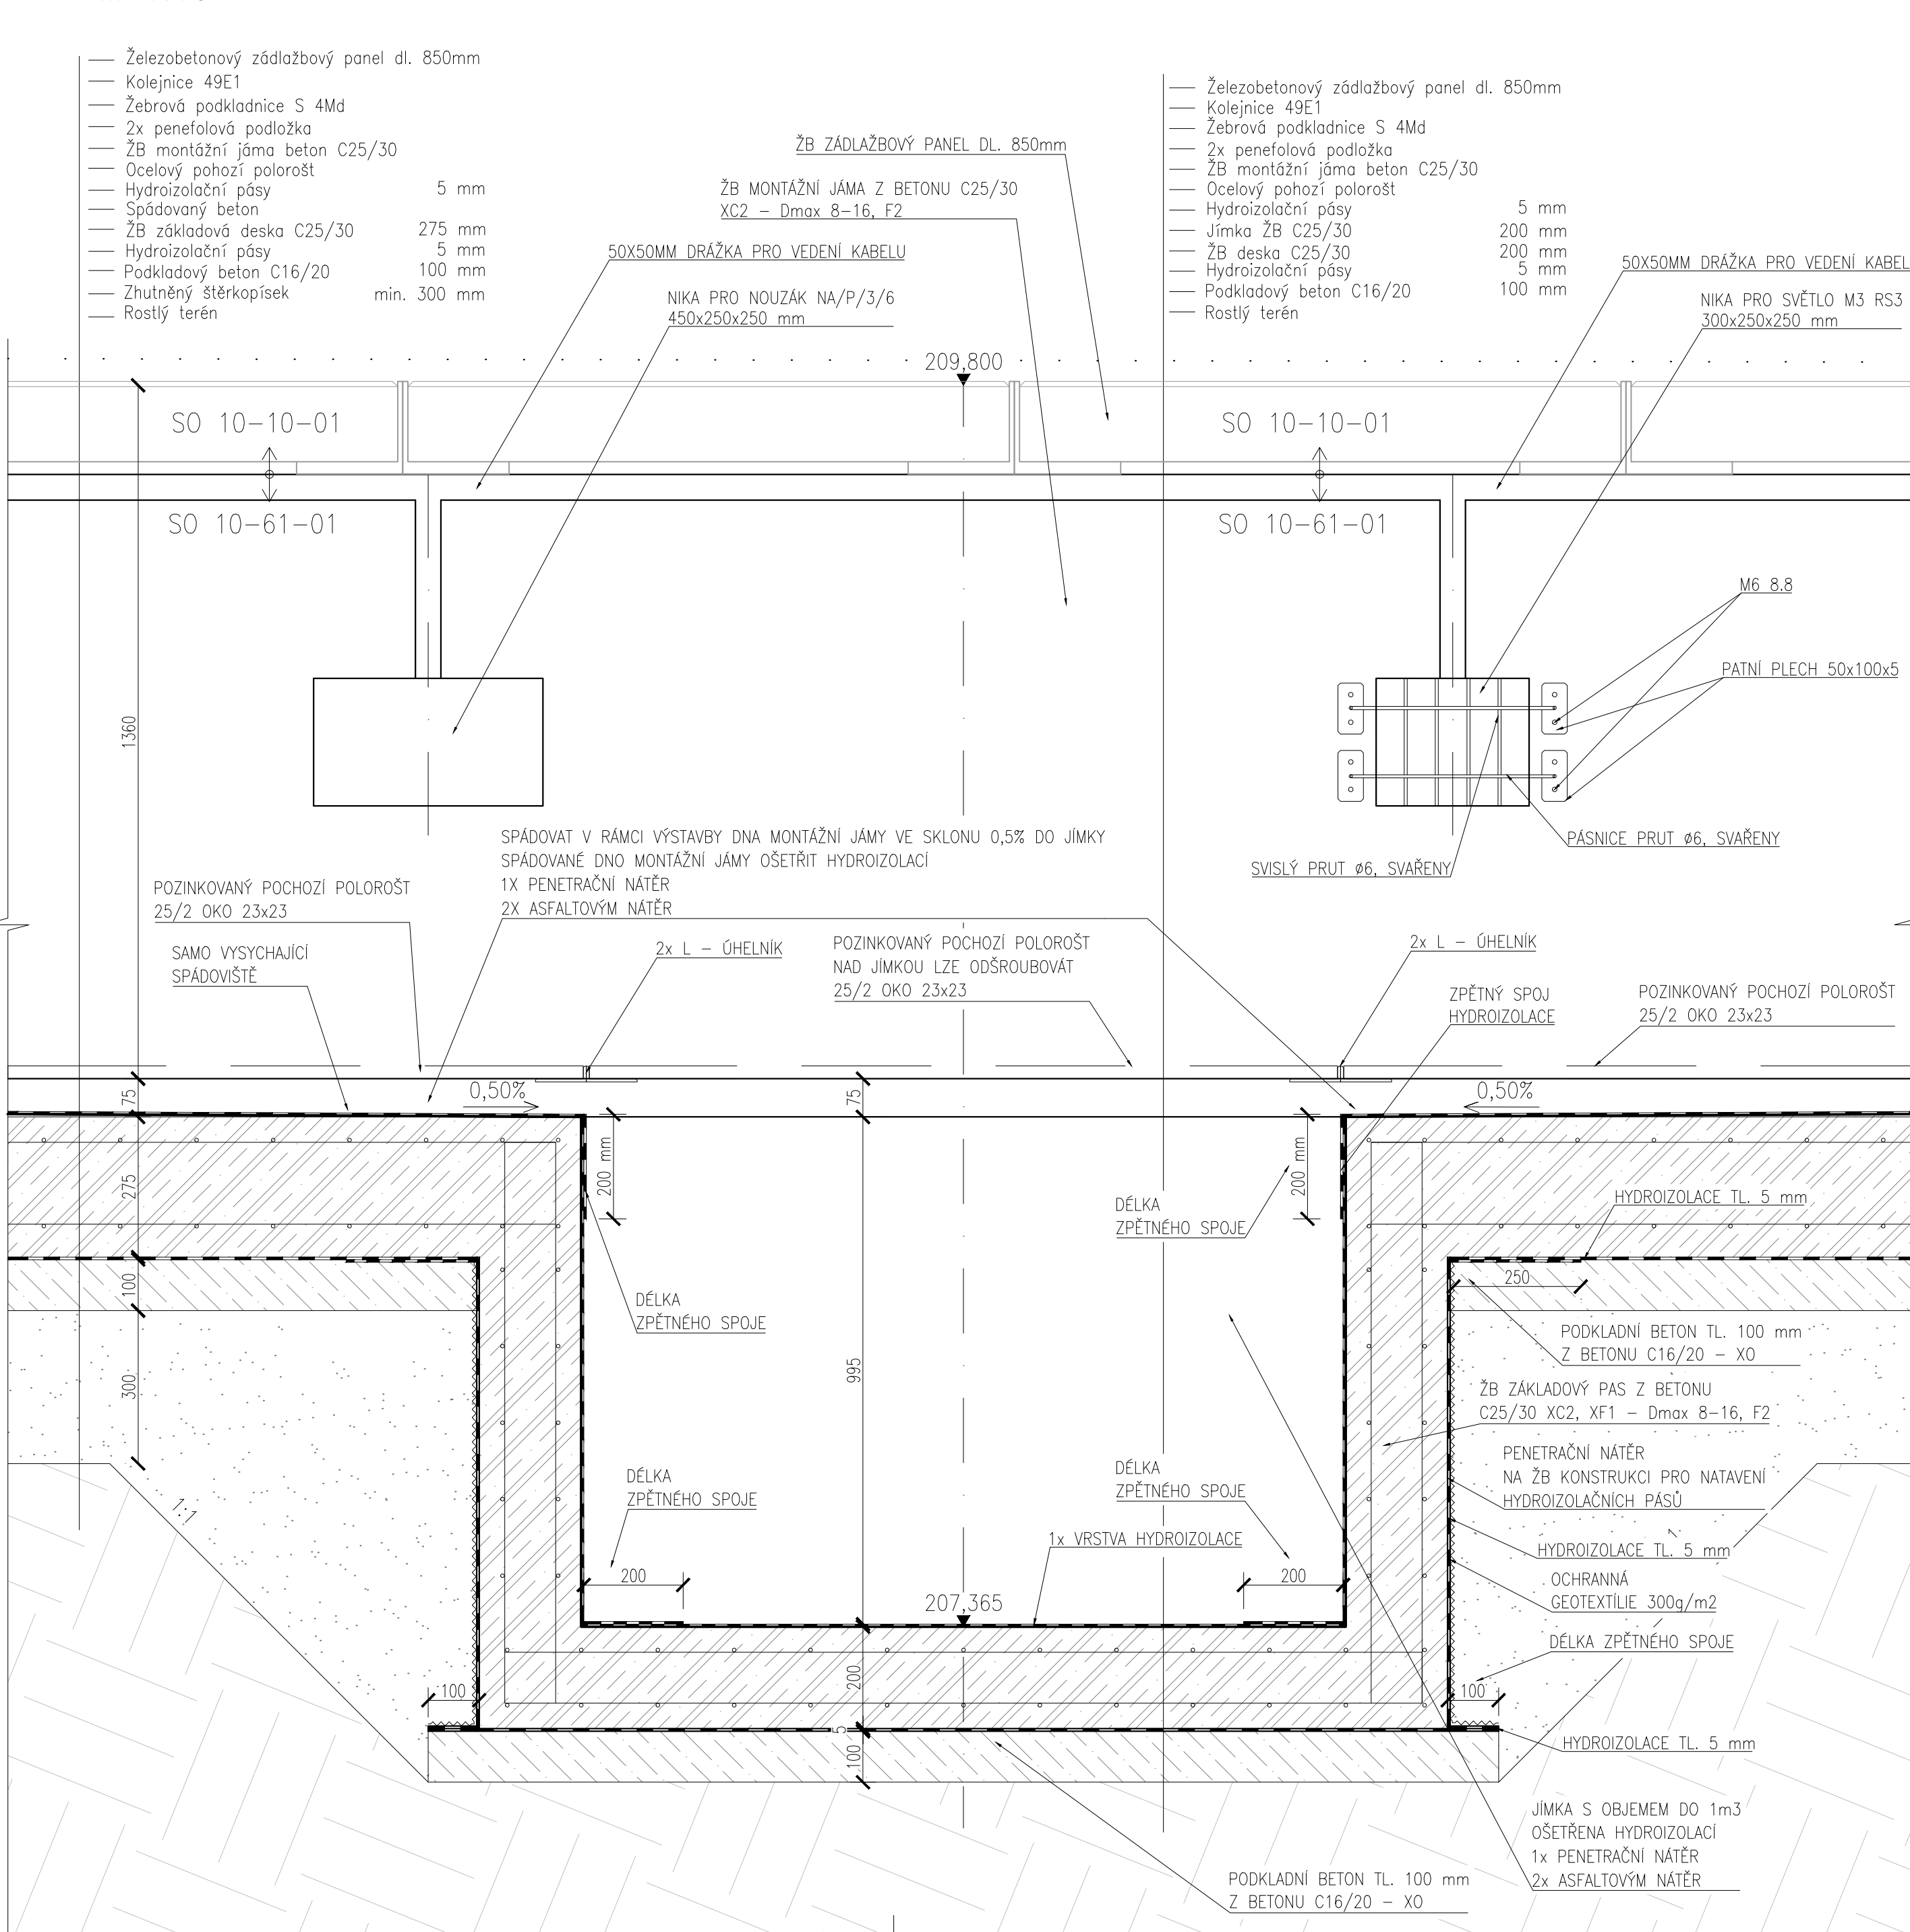 Železobetonový zádlažbový panel dl. 850mm
Kolejnice 49E1
Žebrová podkladnice S 4Md
2x penefolová podložka
ŽB montážní jáma beton C25/30
Ocelový pohozí polorošt
Hydroizolační pásy 5 mm
Spádovaný beton
ŽB základová deska C25/30 275 mm
Hydroizolační pásy 5 mm
Podkladový beton C16/20 100 mm
Zhutněný štěrkopísek min. 300 mm
Rostlý terén
Železobetonový zádlažbový panel dl. 850mm
Kolejnice 49E1
Žebrová podkladnice S 4Md
2x penefolová podložka
ŽB montážní jáma beton C25/30
Ocelový pohozí polorošt
Hydroizolační pásy 5 mm
Jímka ŽB C25/30 200 mm
ŽB deska C25/30 200 mm
Hydroizolační pásy 5 mm
Podkladový beton C16/20 100 mm
Rostlý terén
ŽB ZÁDLAŽBOVÝ PANEL DL. 850mm
ŽB MONTÁŽNÍ JÁMA Z BETONU C25/30
XC2 – Dmax 8–16, F2
50X50MM DRÁŽKA PRO VEDENÍ KABELU
NIKA PRO NOUZÁK NA/P/3/6
450x250x250 mm
50X50MM DRÁŽKA PRO VEDENÍ KABEL
NIKA PRO SVĚTLO M3 RS3
300x250x250 mm
209,800
SO 10–10–01
SO 10–10–01
SO 10–61–01
SO 10–61–01
M6 8.8
PATNÍ PLECH 50x100x5
1360
PÁSNICE PRUT ø6, SVAŘENY
SVISLÝ PRUT ø6, SVAŘENY
SPÁDOVAT V RÁMCI VÝSTAVBY DNA MONTÁŽNÍ JÁMY VE SKLONU 0,5% DO JÍMKY
SPÁDOVANÉ DNO MONTÁŽNÍ JÁMY OŠETŘIT HYDROIZOLACÍ
1X PENETRAČNÍ NÁTĚR
2X ASFALTOVÝM NÁTĚR
POZINKOVANÝ POCHOZÍ POLOROŠT
25/2 OKO 23x23
SAMO VYSYCHAJÍCÍ
SPÁDOVIŠTĚ
2x L – ÚHELNÍK
POZINKOVANÝ POCHOZÍ POLOROŠT
NAD JÍMKOU LZE ODŠROUBOVÁT
25/2 OKO 23x23
2x L – ÚHELNÍK
ZPĚTNÝ SPOJ
HYDROIZOLACE
POZINKOVANÝ POCHOZÍ POLOROŠT
25/2 OKO 23x23
75
0,50%
75
0,50%
275
200 mm
200 mm
DÉLKA
ZPĚTNÉHO SPOJE
HYDROIZOLACE TL. 5 mm
100
250
DÉLKA
ZPĚTNÉHO SPOJE
PODKLADNÍ BETON TL. 100 mm
Z BETONU C16/20 – XO
300
995
ŽB ZÁKLADOVÝ PAS Z BETONU
C25/30 XC2, XF1 – Dmax 8–16, F2
PENETRAČNÍ NÁTĚR
NA ŽB KONSTRUKCI PRO NATAVENÍ
HYDROIZOLAČNÍCH PÁSŮ
1:1
DÉLKA
ZPĚTNÉHO SPOJE
DÉLKA
ZPĚTNÉHO SPOJE
1x VRSTVA HYDROIZOLACE
HYDROIZOLACE TL. 5 mm
200
200
OCHRANNÁ
GEOTEXTÍLIE 300g/m2
207,365
DÉLKA ZPĚTNÉHO SPOJE
100
200
100
5
HYDROIZOLACE TL. 5 mm
100
JÍMKA S OBJEMEM DO 1m3
OŠETŘENA HYDROIZOLACÍ
1x PENETRAČNÍ NÁTĚR
2x ASFALTOVÝM NÁTĚR
PODKLADNÍ BETON TL. 100 mm
Z BETONU C16/20 – XO